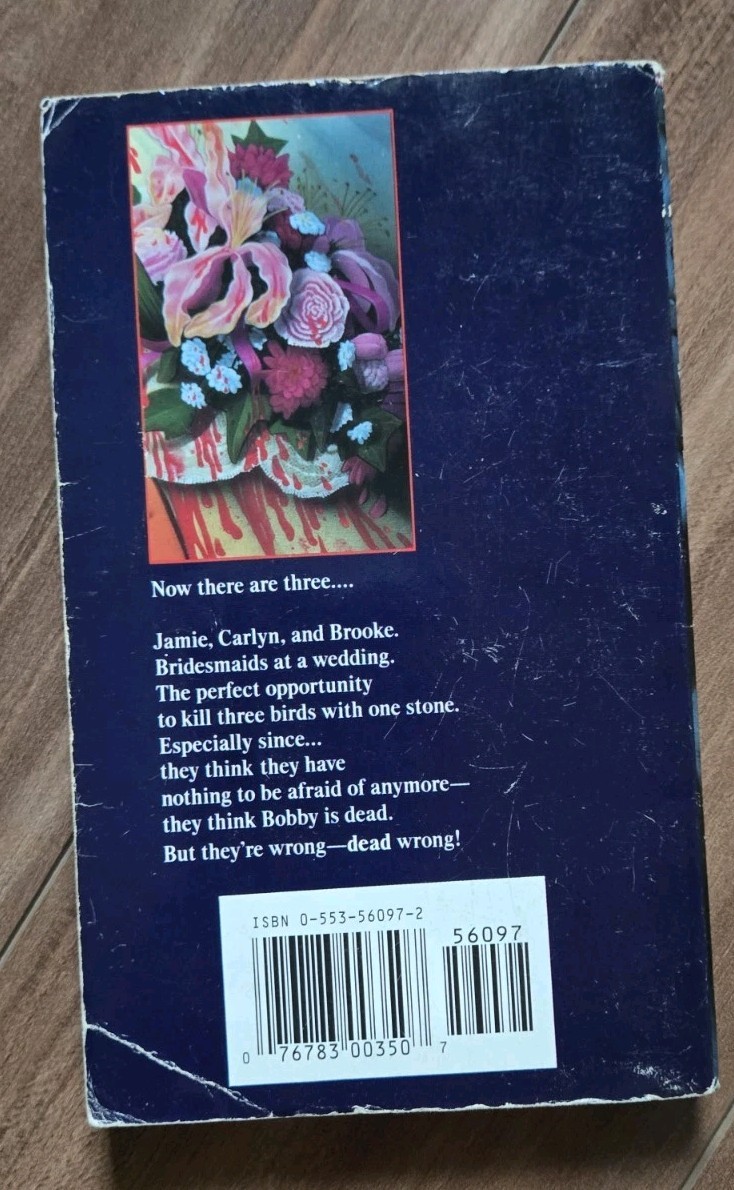 Now there are three....
Jamie, Carlyn, and Brooke.
Bridesmaids at a wedding.
The perfect opportunity
to kill three birds with one stone.
Especially since...
they think they have
nothing to be afraid of anymore—
they think Bobby is dead.
But they're wrong—dead wrong!
ISBN 0-553-56097-2
56097
0 76783 00350 7